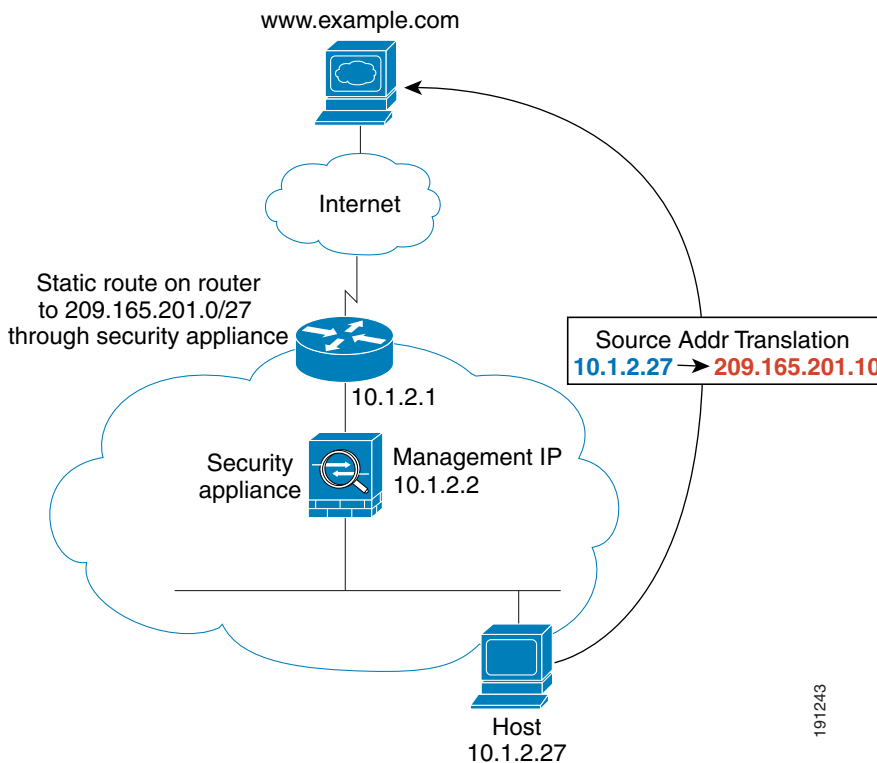 www.example.com
Internet
Static route on router
to 209.165.201.0/27
through security appliance
Source Addr Translation
10.1.2.27 209.165.201.10
10.1.2.1
Security
appliance
Management IP
10.1.2.2
Host
10.1.2.27
191243